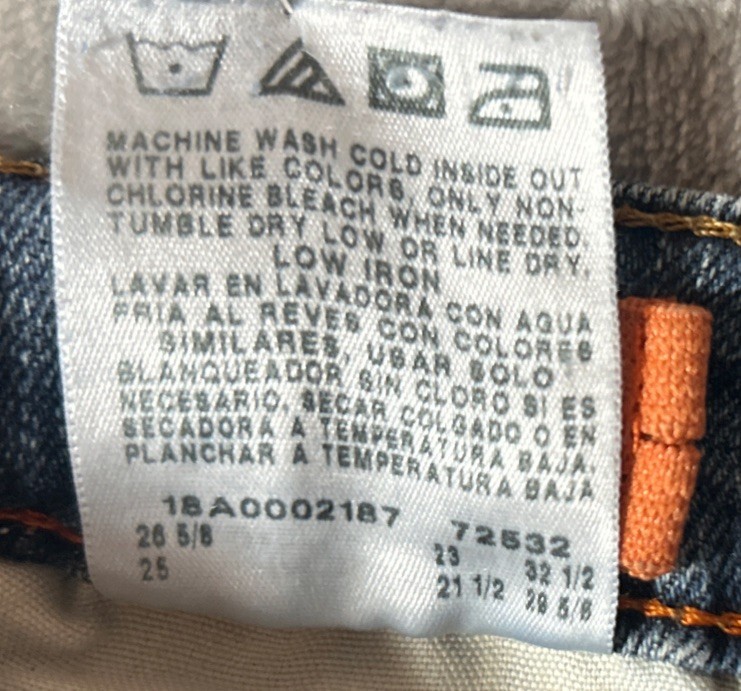 MACHINE WASH COLD INSIDE OUT
WITH LIKE COLORS, ONLY NON-
CHLORINE BLEACH WHEN NEEDED,
TUMBLE DRY LOW OR LINE DRY,
LOW IRON
LAVAR EN LAVADORA CON AGUA
FRIA AL REVES CON COLORES
SIMILARES, USAR SOLO
BLANQUEADOR SIN CLORO SI ES
NECESARIO, SECAR COLGADO O EN
SECADORA A TEMPERATURA BAJA,
PLANCHAR A TEMPERATURA BAJA
18A0002187 72532
26 5/8 23 32 1/2
25 21 1/2 29 5/8